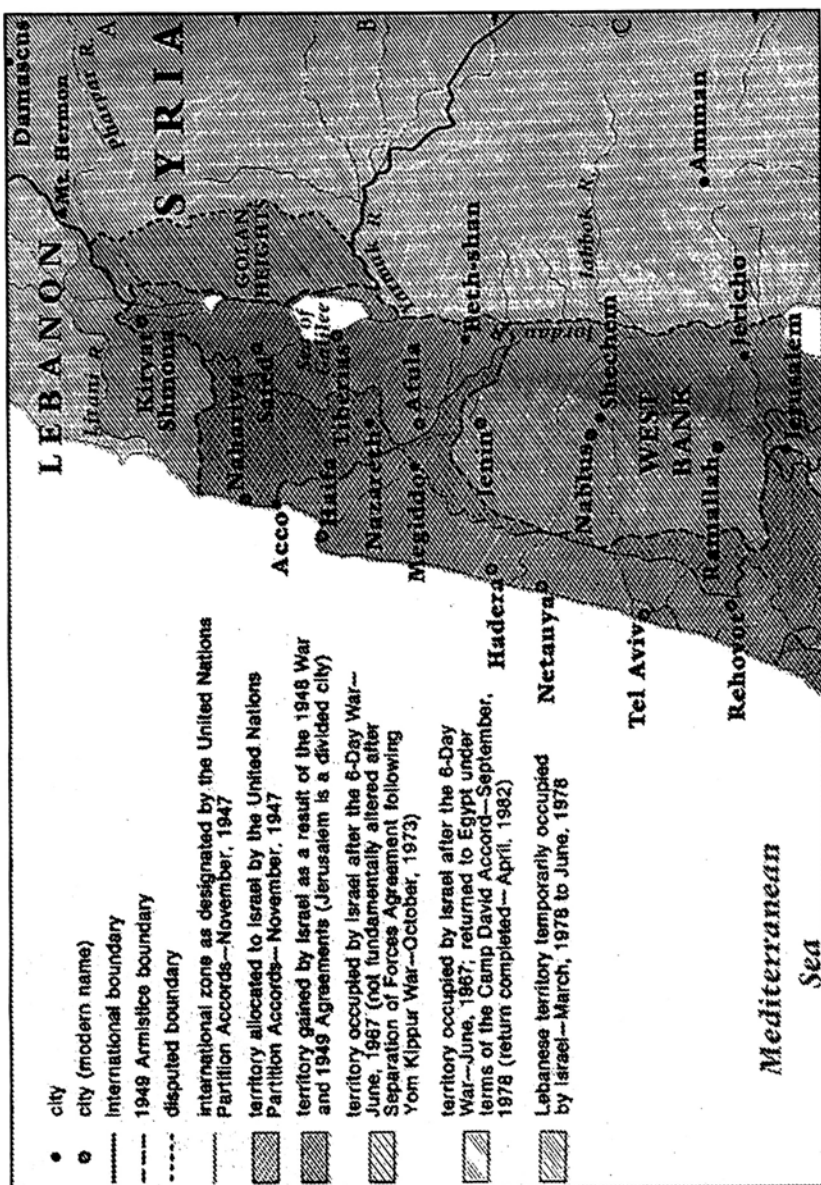 • city
city (modern name)
International boundary
1949 Armistice boundary
disputed boundary
international zone as designated by the United Nations
Partition Accords—November, 1947
territory allocated to Israel by the United Nations
Partition Accords—November, 1947
territory gained by Israel as a result of the 1948 War
and 1949 Agreements (Jerusalem is a divided city)
territory occupied by Israel after the 6-Day War—
June, 1967 (not fundamentally altered after
Separation of Forces Agreement following
Yom Kippur War—October, 1973)
territory occupied by Israel after the 6-Day
War—June, 1967; returned to Egypt under
terms of the Camp David Accord—September,
1978 (return completed—April, 1982)
Lebanese territory temporarily occupied
by Israel—March, 1978 to June, 1978
Mediterranean
Sea
LEBANON
Damascus
Mt. Hermon
Pharpar R.
A
SYRIA
Litani R.
Kiryat
Shmona
GOLAN
HEIGHTS
Nahariya
Safid
Acco
Sea of
Galilee
Haifa
Tiberius
B
Nazareth
Yarmuk R.
Afula
Megiddo
Beth-shan
Hadera
Jenin
Netanya
Jabbok R.
Jordan
C
Nablus
Shechem
WEST
BANK
Tel Aviv
Amman
Ramallah
Jericho
Rehovot
Jerusalem